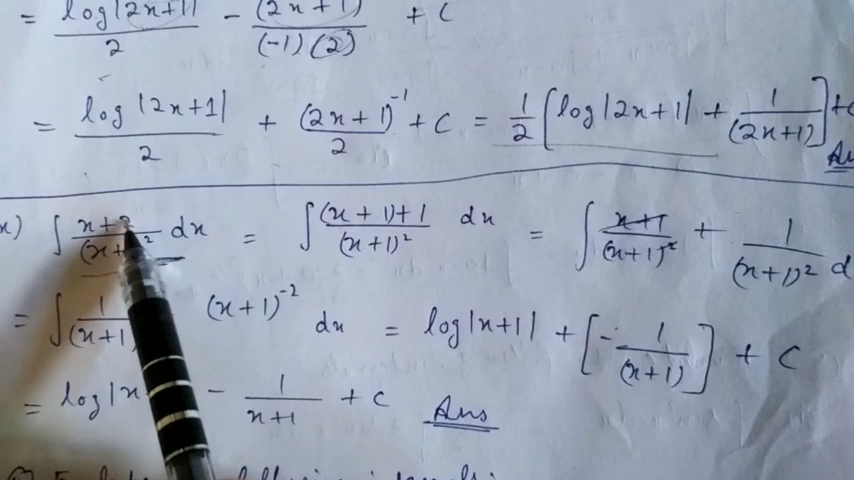 = log|2x+1|/2 - (2x+1)/(-1)(2) + C
= log|2x+1|/2 + (2x+1)^-1/2 + C = 1/2 [log|2x+1| + 1/(2x+1)] + C
Ans
x) ∫ x+2/(x+1)^2 dx = ∫ (x+1)+1/(x+1)^2 dx = ∫ x+1/(x+1)^2 + 1/(x+1)^2 d
= ∫ 1/(x+1) (x+1)^-2 dx = log|x+1| + [- 1/(x+1)] + C
= log|x - 1/x+1 + C Ans